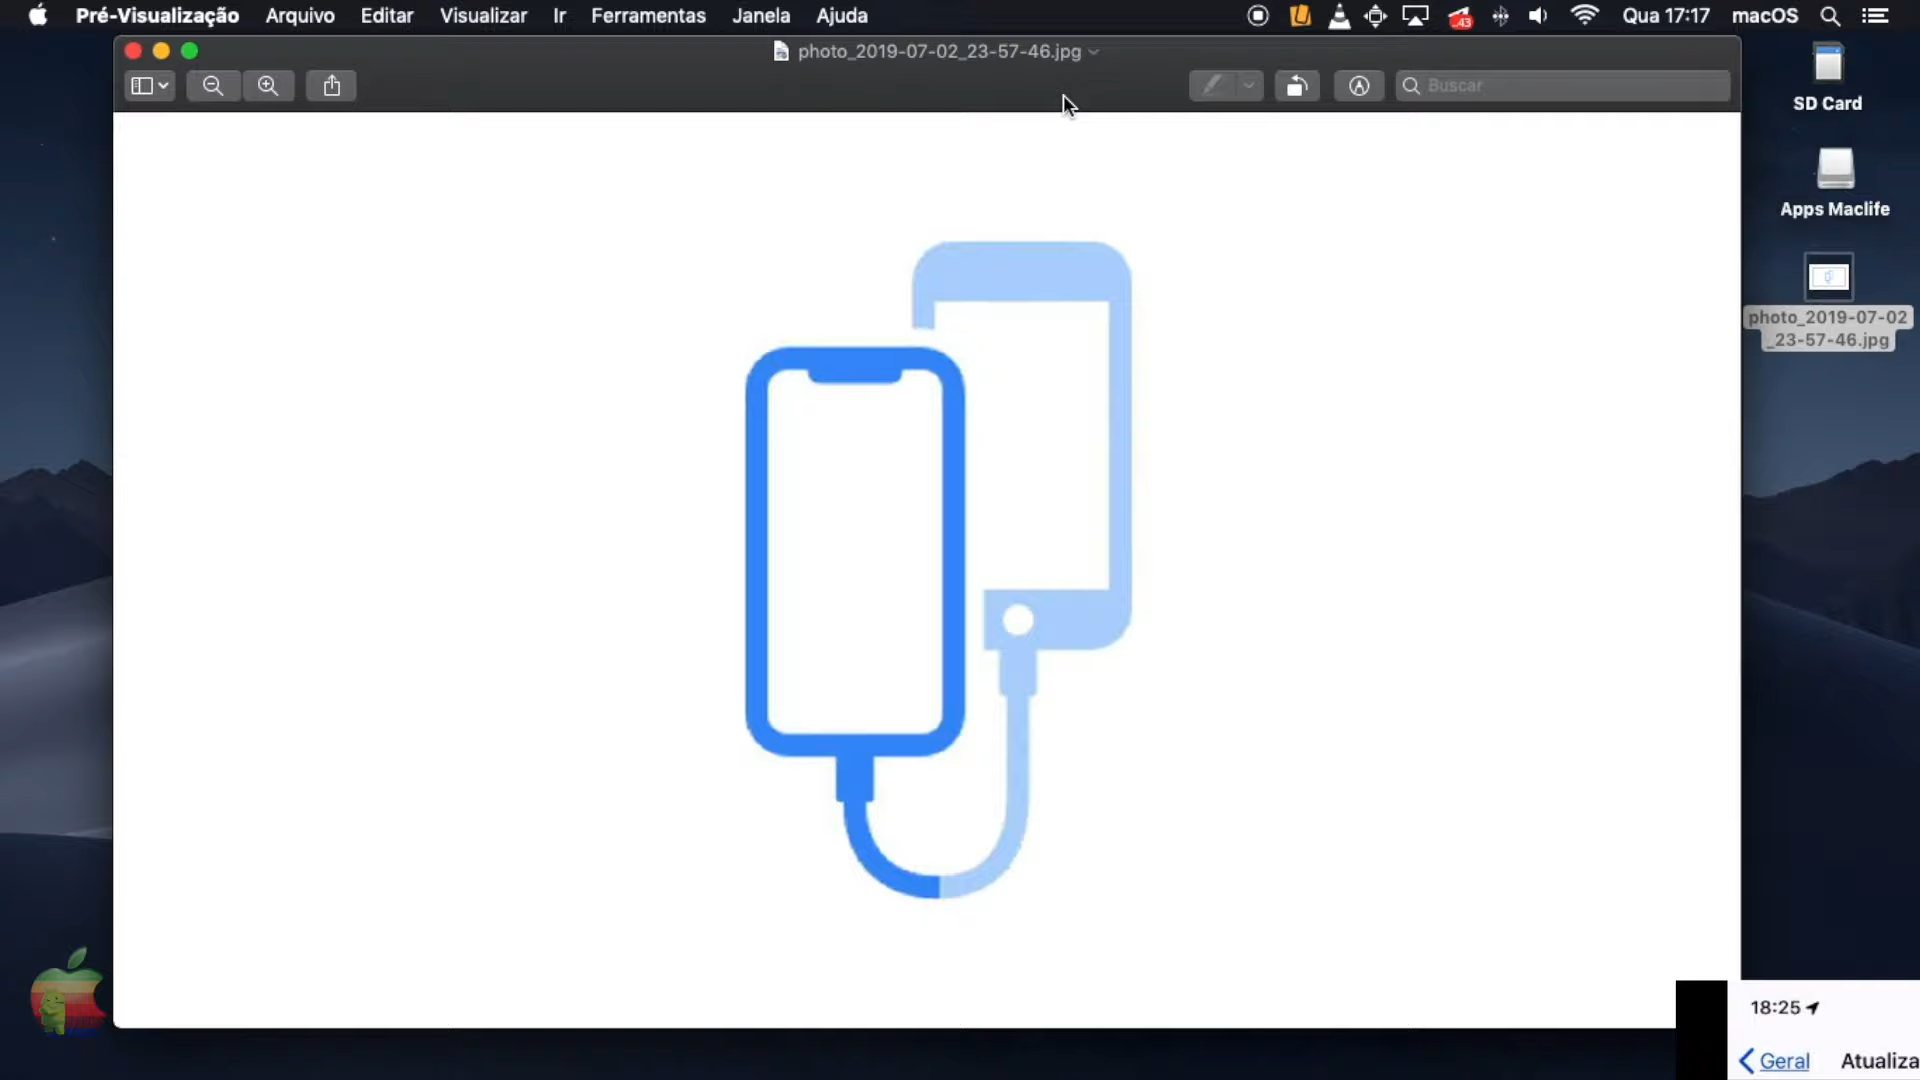 Pré-Visualização Arquivo Editar Visualizar Ir Ferramentas Janela Ajuda 43 Qua 17:17 macOS
photo_2019-07-02_23-57-46.jpg
Buscar
SD Card
Apps Maclife
photo_2019-07-02
_23-57-46.jpg
18:25
Geral Atualiza